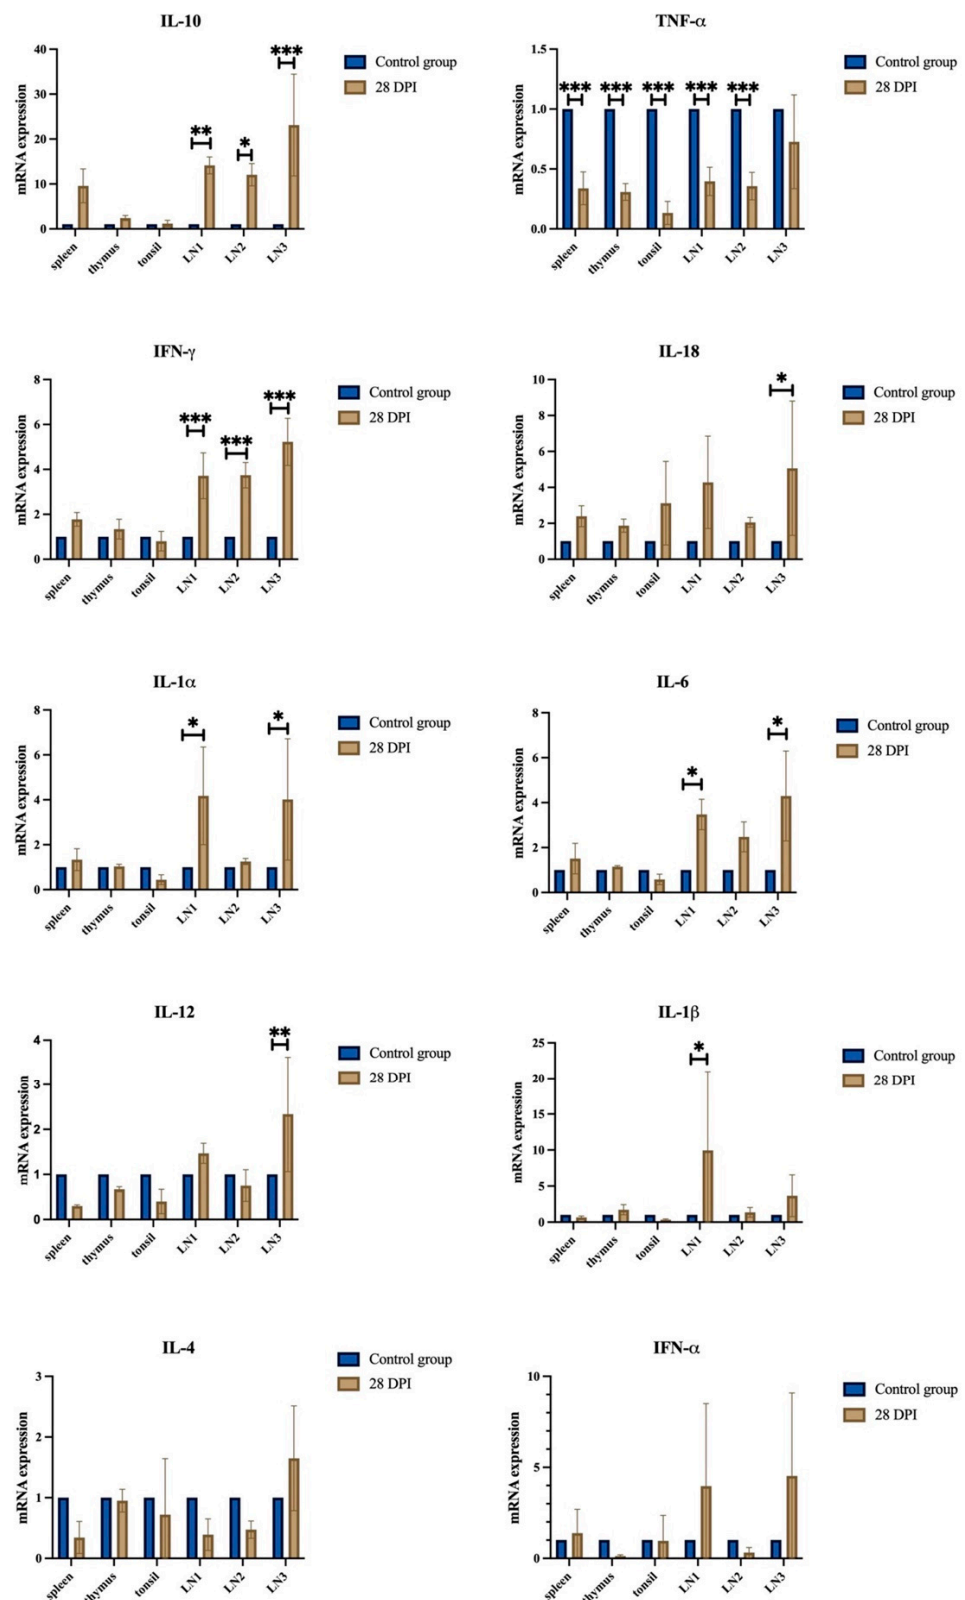 IL-10
mRNA expression
40
30
20
10
0
** * ***
spleen thymus tonsil LN1 LN2 LN3
Control group
28 DPI
TNF-α
mRNA expression
1.5
1.0
0.5
0.0
*** *** *** *** ***
spleen thymus tonsil LN1 LN2 LN3
Control group
28 DPI
IFN-γ
mRNA expression
8
6
4
2
0
*** *** ***
spleen thymus tonsil LN1 LN2 LN3
Control group
28 DPI
IL-18
mRNA expression
10
8
6
4
2
0
*
spleen thymus tonsil LN1 LN2 LN3
Control group
28 DPI
IL-1α
mRNA expression
8
6
4
2
0
* *
spleen thymus tonsil LN1 LN2 LN3
Control group
28 DPI
IL-6
mRNA expression
8
6
4
2
0
* *
spleen thymus tonsil LN1 LN2 LN3
Control group
28 DPI
IL-12
mRNA expression
4
3
2
1
0
**
spleen thymus tonsil LN1 LN2 LN3
Control group
28 DPI
IL-1β
mRNA expression
25
20
15
10
5
0
*
spleen thymus tonsil LN1 LN2 LN3
Control group
28 DPI
IL-4
mRNA expression
3
2
1
0
spleen thymus tonsil LN1 LN2 LN3
Control group
28 DPI
IFN-α
mRNA expression
10
5
0
spleen thymus tonsil LN1 LN2 LN3
Control group
28 DPI